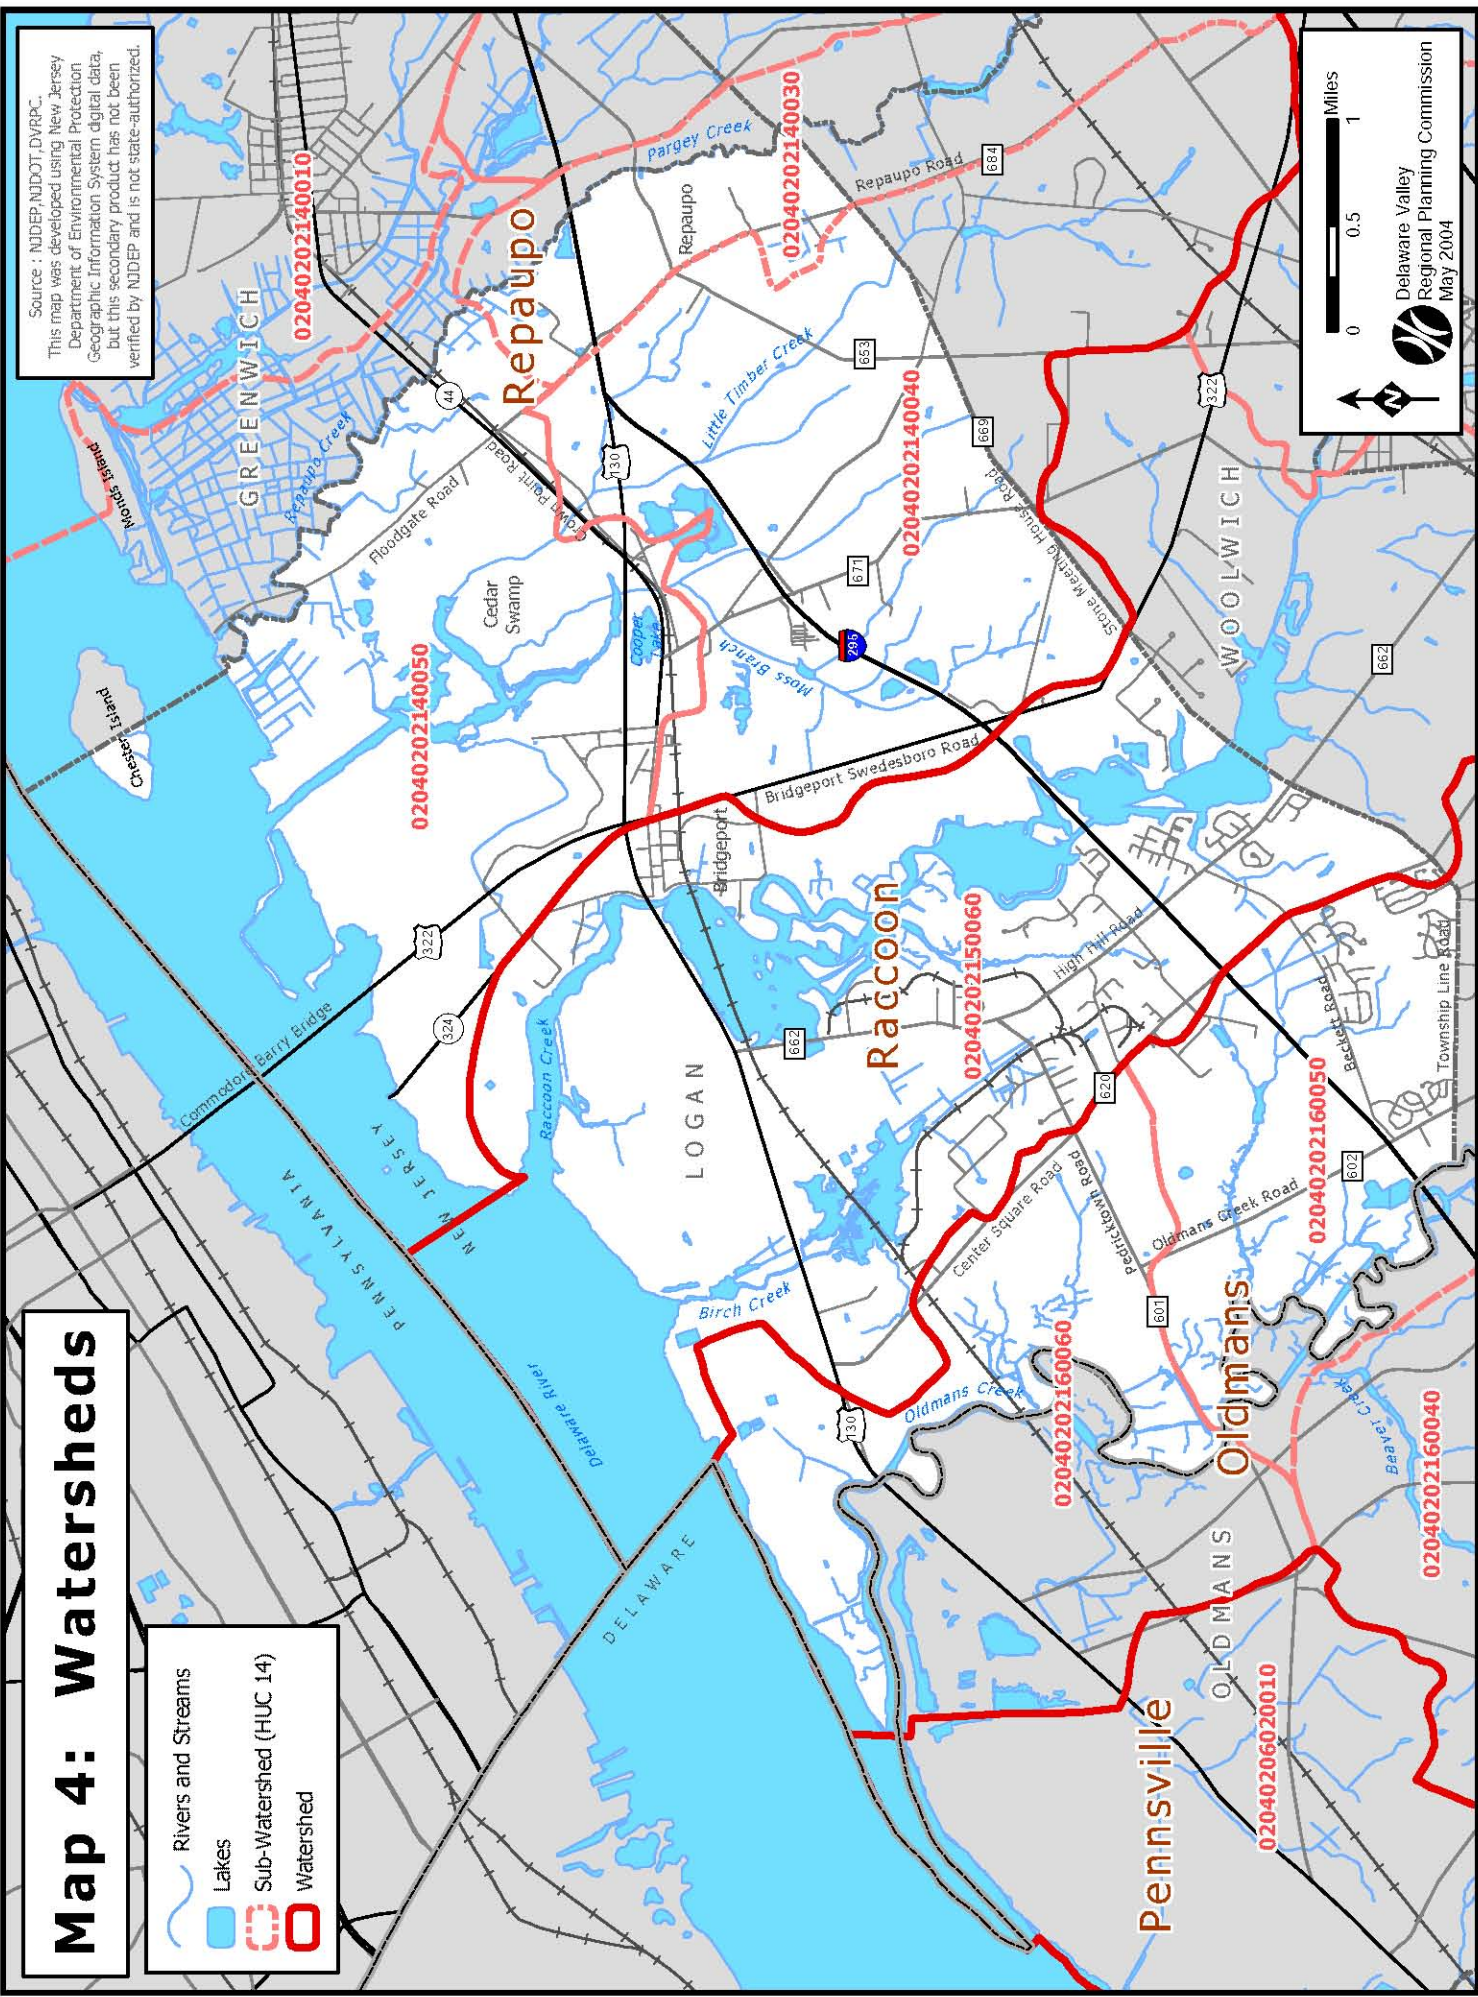 Map 4: Watersheds
Rivers and Streams
Lakes
Sub-Watershed (HUC 14)
Watershed
Source : NJDEP,NJDOT,DVRPC.
This map was developed using New Jersey
Department of Environmental Protection
Geographic Information System digital data,
but this secondary product has not been
verified by NJDEP and is not state-authorized.
Monds Island
GREENWICH
02040202140010
Repaupo Creek
Chester Island
Floodgate Road
44
Crown Point Road
Repaupo
Pargey Creek
Repaupo
02040202140030
Repaupo Road
684
Cedar
Swamp
02040202140050
130
Cooper
Lake
Little Timber Creek
653
02040202140040
669
671
Moss Branch
295
Stone Meeting House Road
322
WOOLWICH
662
Bridgeport Swedesboro Road
Bridgeport
322
324
Commodore Barry Bridge
PENNSYLVANIA
NEW JERSEY
Raccoon Creek
LOGAN
662
Raccoon
02040202150060
High Hill Road
620
Beckett Road
Township Line Road
Delaware River
Birch Creek
Center Square Road
Pedricktown Road
Oldmans Creek Road
02040202160050
602
601
130
Oldmans Creek
02040202160060
Oldmans
Beaver Creek
02040202160040
DELAWARE
OLDMANS
Pennsville
02040206020010
0
0.5
1
Miles
N
Delaware Valley
Regional Planning Commission
May 2004